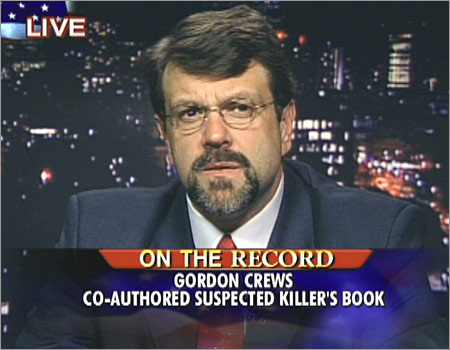 LIVE
ON THE RECORD
GORDON CREWS
CO-AUTHORED SUSPECTED KILLER'S BOOK